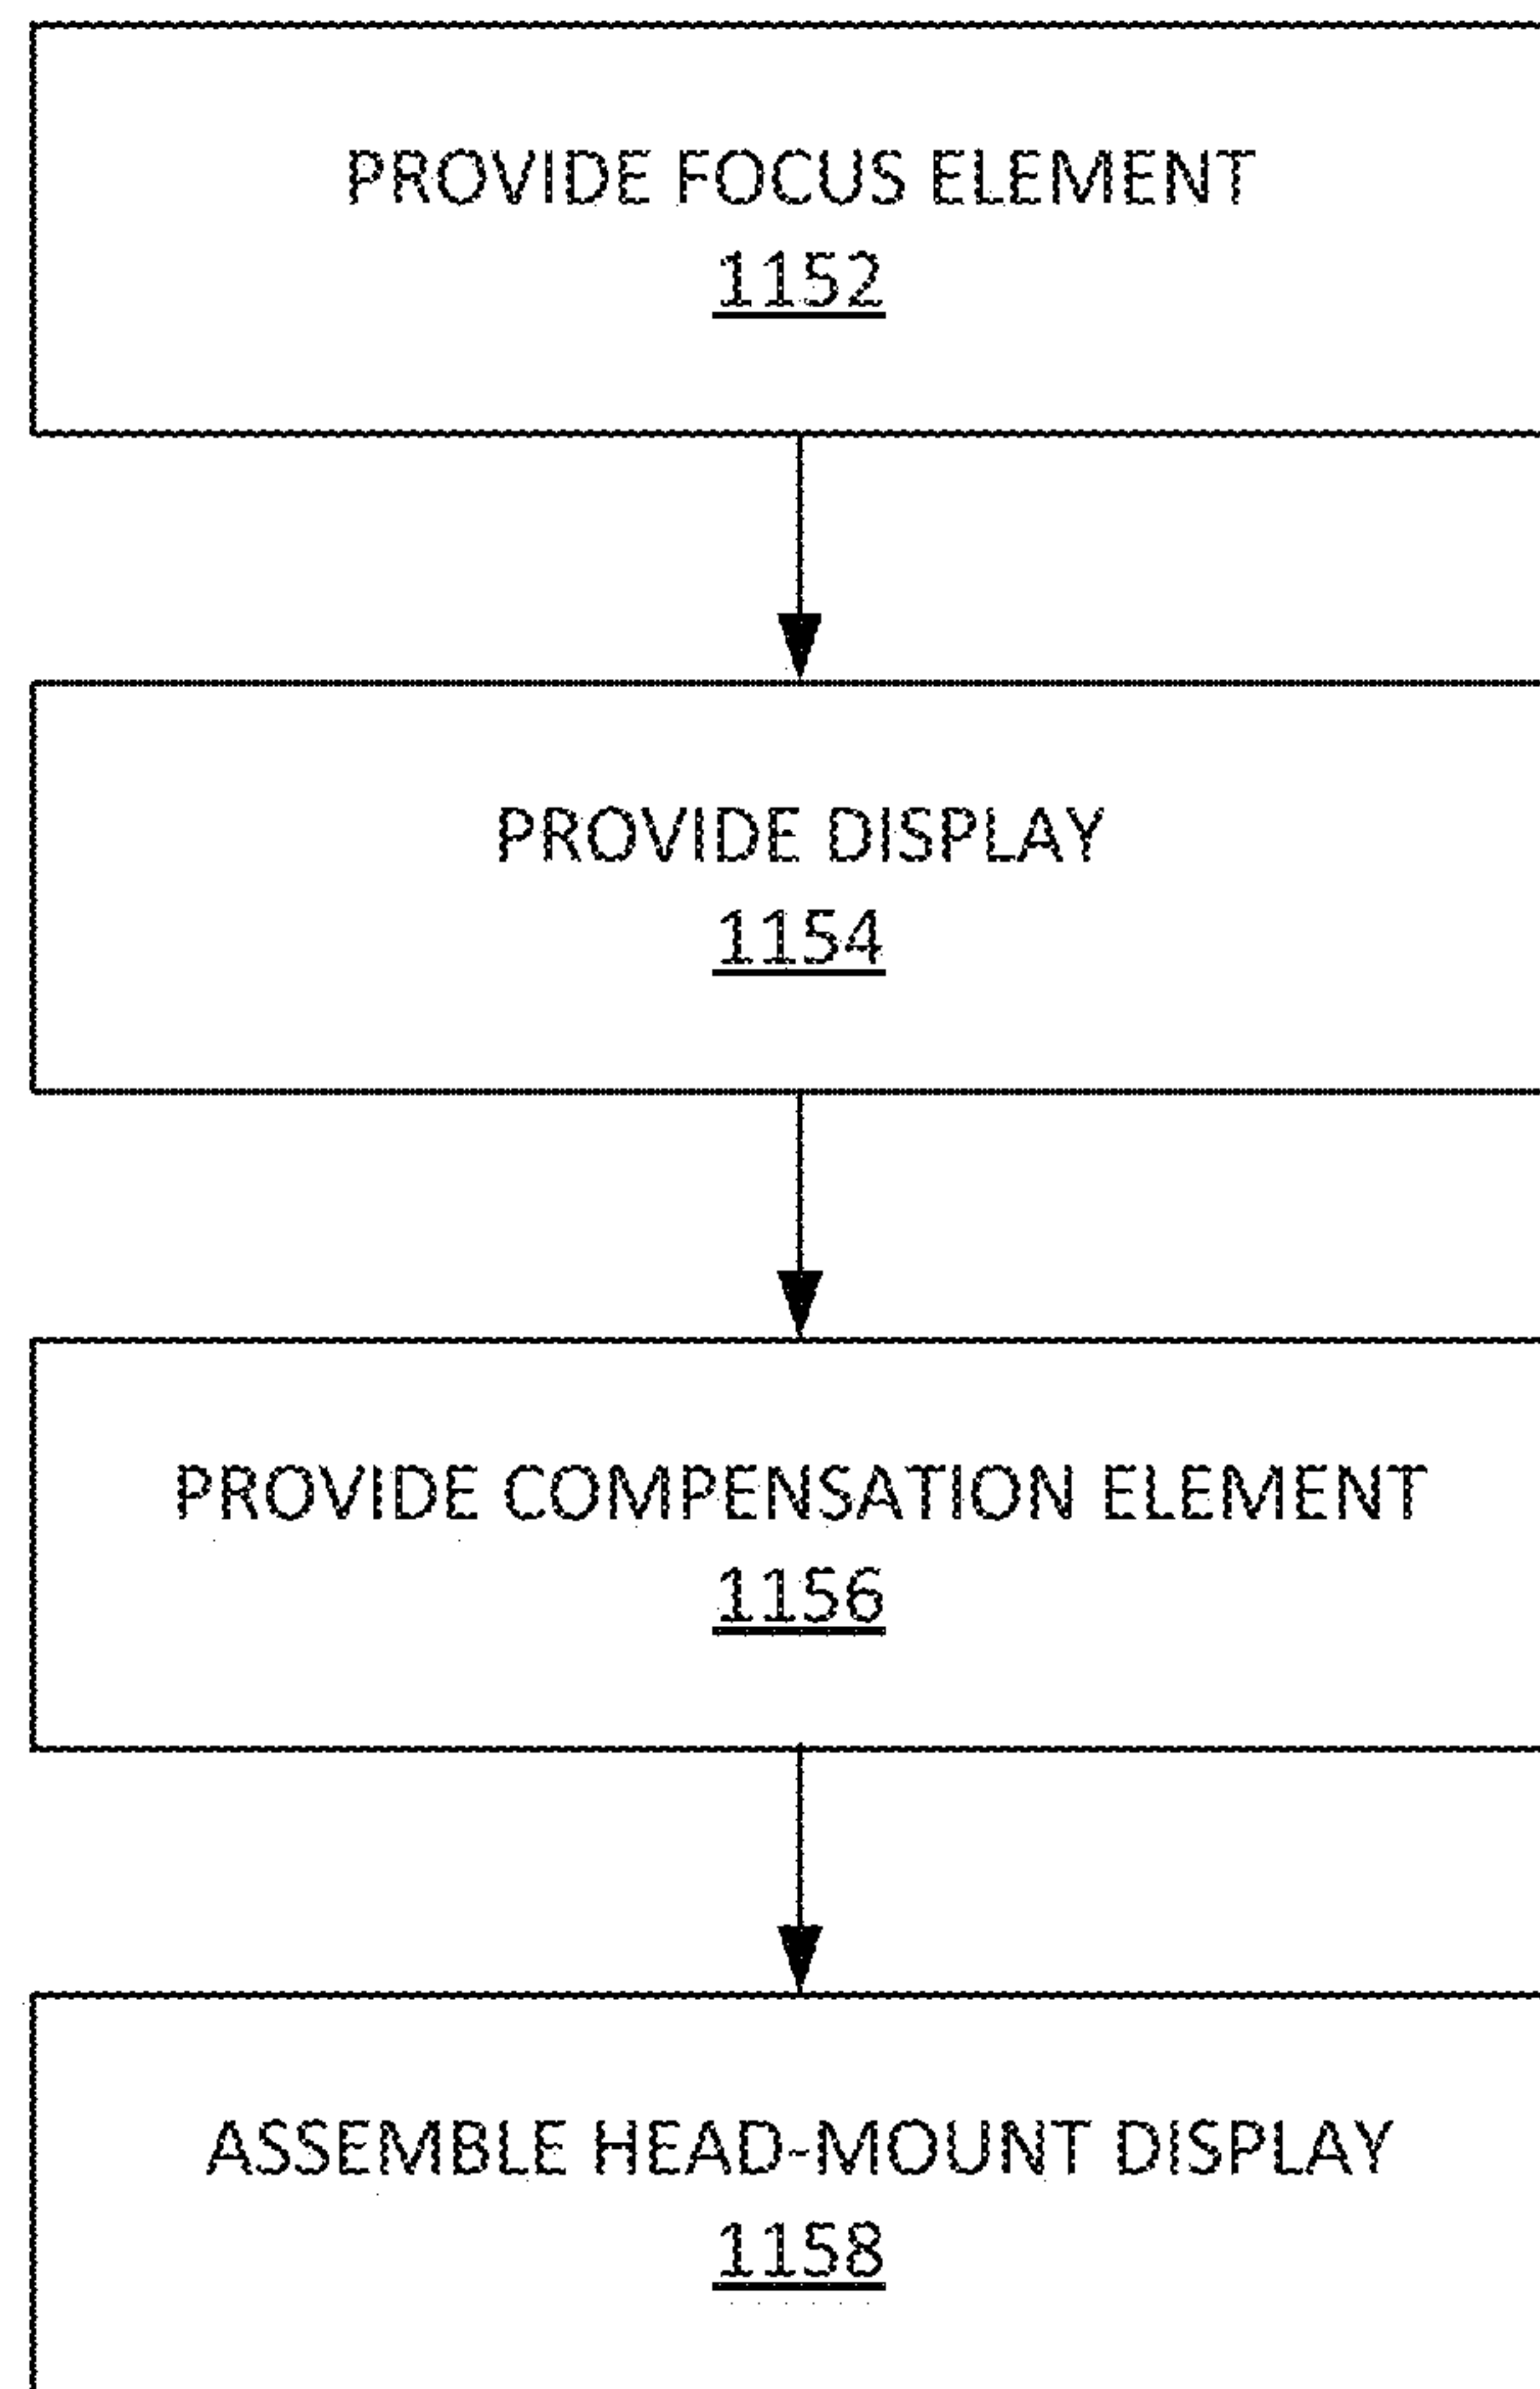 PROVIDE FOCUS ELEMENT
1152
PROVIDE DISPLAY
1154
PROVIDE COMPENSATION ELEMENT
1156
ASSEMBLE HEAD-MOUNT DISPLAY
1158